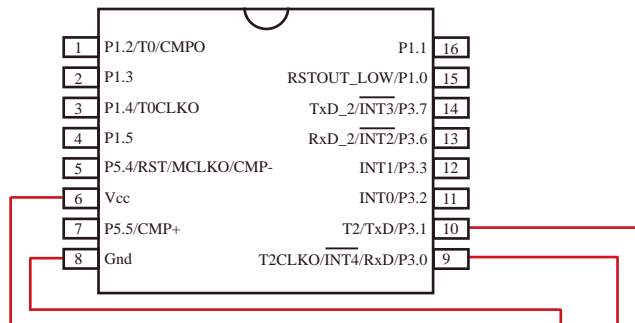 1 P1.2/T0/CMPO P1.1 16
2 P1.3 RSTOUT_LOW/P1.0 15
3 P1.4/T0CLKO TxD_2/INT3/P3.7 14
4 P1.5 RxD_2/INT2/P3.6 13
5 P5.4/RST/MCLKO/CMP- INT1/P3.3 12
6 Vcc INT0/P3.2 11
7 P5.5/CMP+ T2/TxD/P3.1 10
8 Gnd T2CLKO/INT4/RxD/P3.0 9